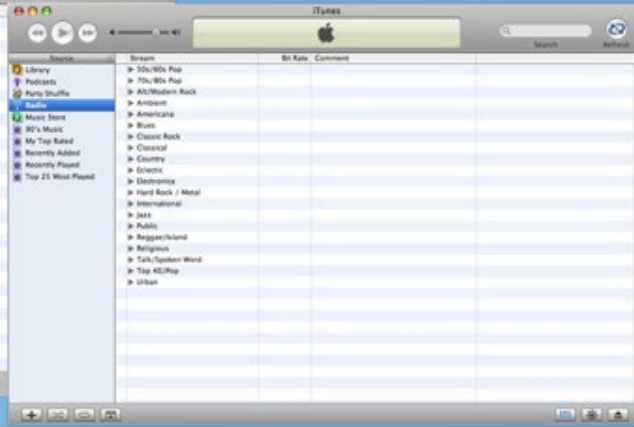 iTunes
Search
Refresh
Source
Stream
Bit Rate
Comment
Library
Podcasts
Party Shuffle
Radio
Music Store
90's Music
My Top Rated
Recently Added
Recently Played
Top 25 Most Played
50s/60s Pop
70s/80s Pop
Alt/Modern Rock
Ambient
Americana
Blues
Classic Rock
Classical
Country
Eclectic
Electronica
Hard Rock / Metal
International
Jazz
Public
Reggae/Island
Religious
Talk/Spoken Word
Top 40/Pop
Urban